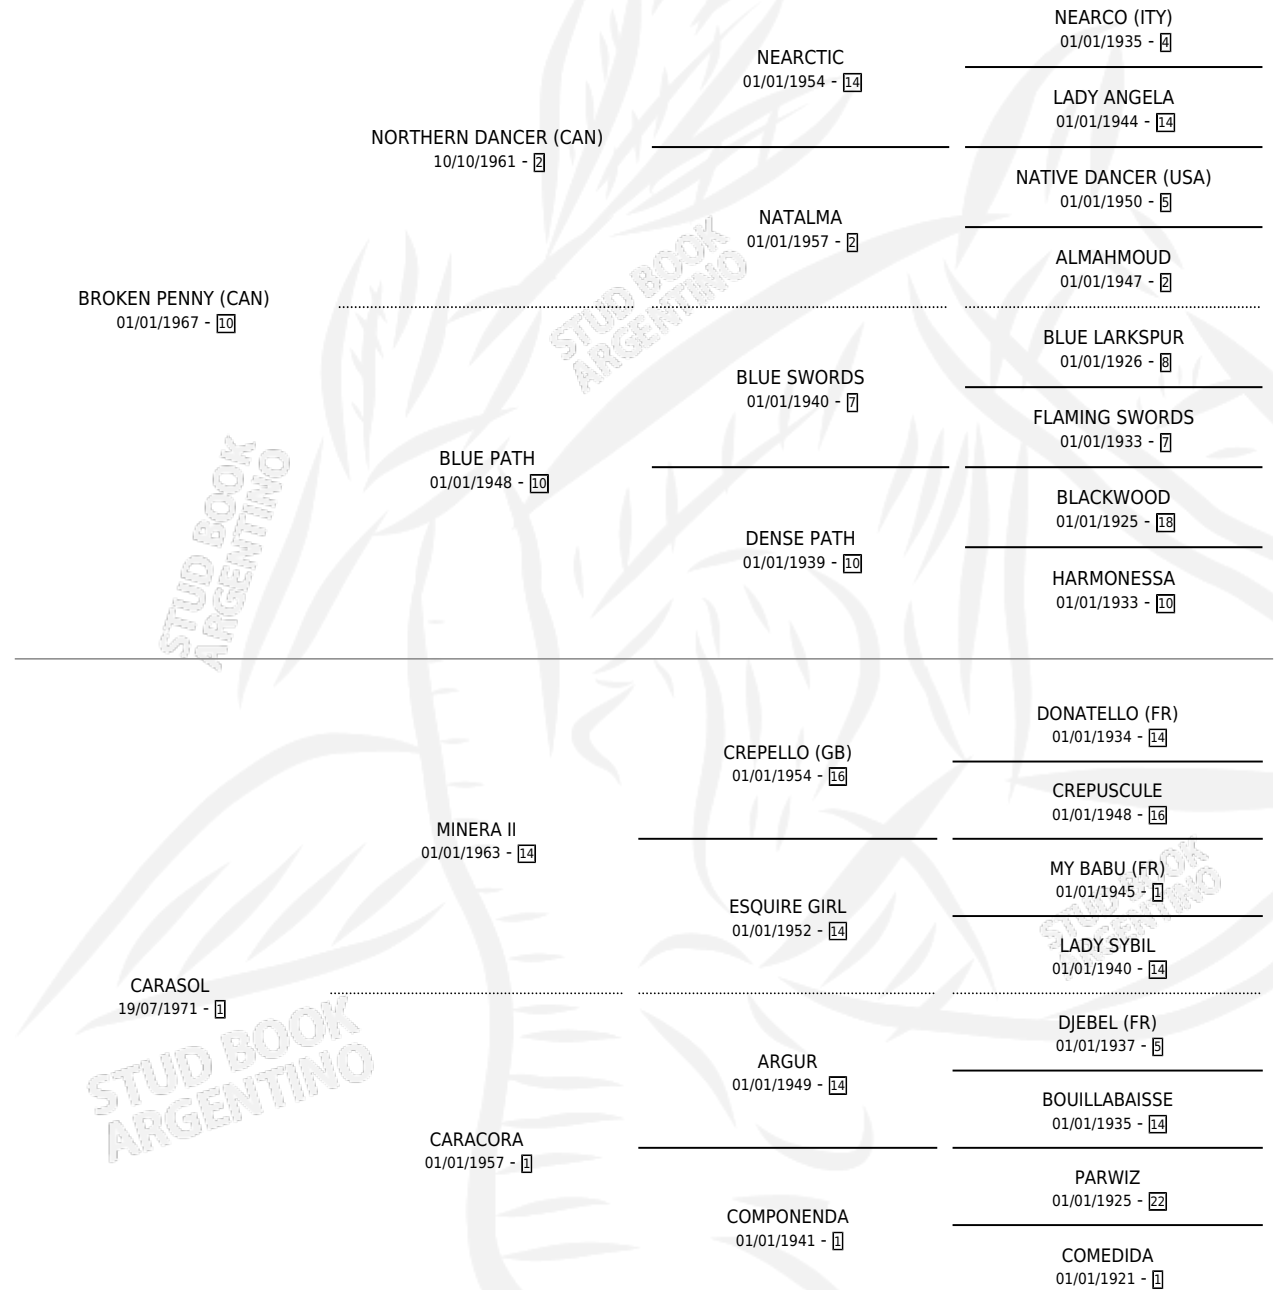 NEARCO (ITY)
01/01/1935 - 4
NEARCTIC
01/01/1954 - 14
LADY ANGELA
01/01/1944 - 14
NORTHERN DANCER (CAN)
10/10/1961 - 2
NATIVE DANCER (USA)
01/01/1950 - 5
NATALMA
01/01/1957 - 2
ALMAHMOUD
01/01/1947 - 2
BROKEN PENNY (CAN)
01/01/1967 - 10
STUD BOOK
ARGENTINO
BLUE LARKSPUR
01/01/1926 - 8
BLUE SWORDS
01/01/1940 - 7
FLAMING SWORDS
01/01/1933 - 7
BLUE PATH
01/01/1948 - 10
BLACKWOOD
01/01/1925 - 18
DENSE PATH
01/01/1939 - 10
HARMONESSA
01/01/1933 - 10
STUD BOOK
ARGENTINO
DONATELLO (FR)
01/01/1934 - 14
CREPELLO (GB)
01/01/1954 - 16
CREPUSCULE
01/01/1948 - 16
MINERA II
01/01/1963 - 14
MY BABU (FR)
01/01/1945 - 1
ESQUIRE GIRL
01/01/1952 - 14
STUD BOOK
ARGENTINO
LADY SYBIL
01/01/1940 - 14
CARASOL
19/07/1971 - 1
STUD BOOK
ARGENTINO
DJEBEL (FR)
01/01/1937 - 5
ARGUR
01/01/1949 - 14
BOUILLABAISSE
01/01/1935 - 14
CARACORA
01/01/1957 - 1
PARWIZ
01/01/1925 - 22
COMPONENDA
01/01/1941 - 1
COMEDIDA
01/01/1921 - 1